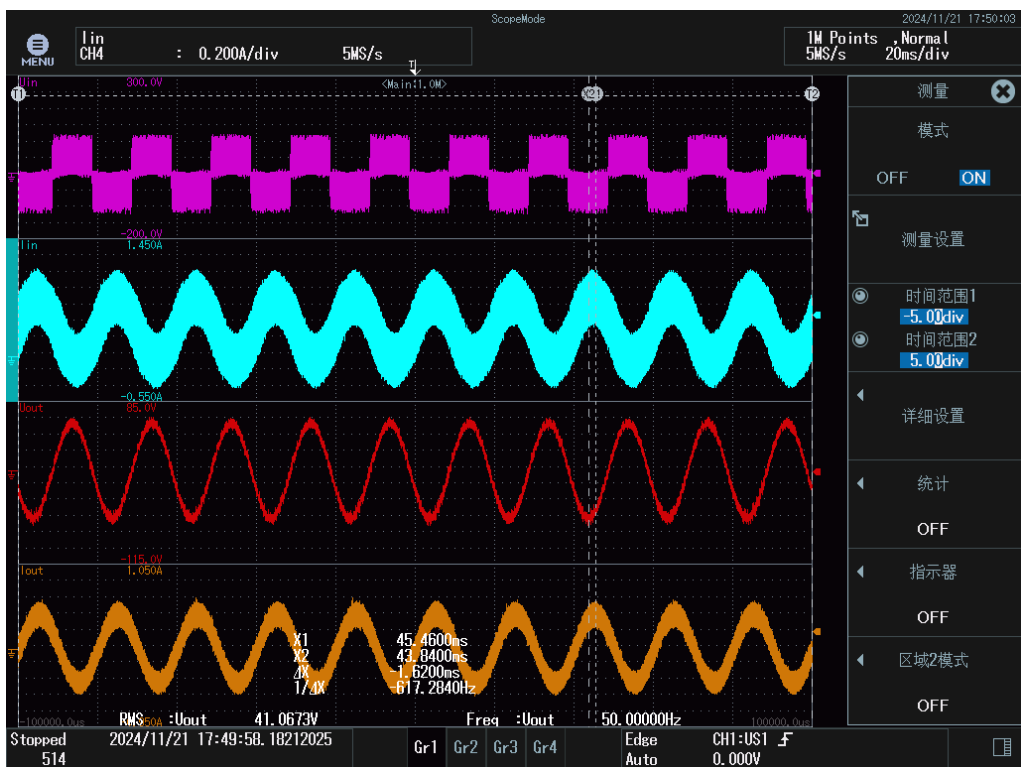 ScopeMode
2024/11/21 17:50:03
MENU
Iin
CH4 : 0.200A/div 5MS/s
1M Points ,Normal
5MS/s 20ms/div
Uin 300.0V
<Main:1.0M>
T1
T2
-200.0V
Iin 1.450A
-0.550A
Uout 85.0V
-115.0V
Iout 1.050A
X1 45.4600ms
X2 43.8400ms
ΔX -1.6200ms
1/ΔX -617.2840Hz
-100000.0us
100000.0us
RMS :Uout 41.0673V Freq :Uout 50.00000Hz
测量
模式
OFF ON
测量设置
时间范围1
-5.00div
时间范围2
5.00div
详细设置
统计
OFF
指示器
OFF
区域2模式
OFF
Stopped 2024/11/21 17:49:58.18212025
514
Gr1 Gr2 Gr3 Gr4
Edge CH1:US1
Auto 0.000V